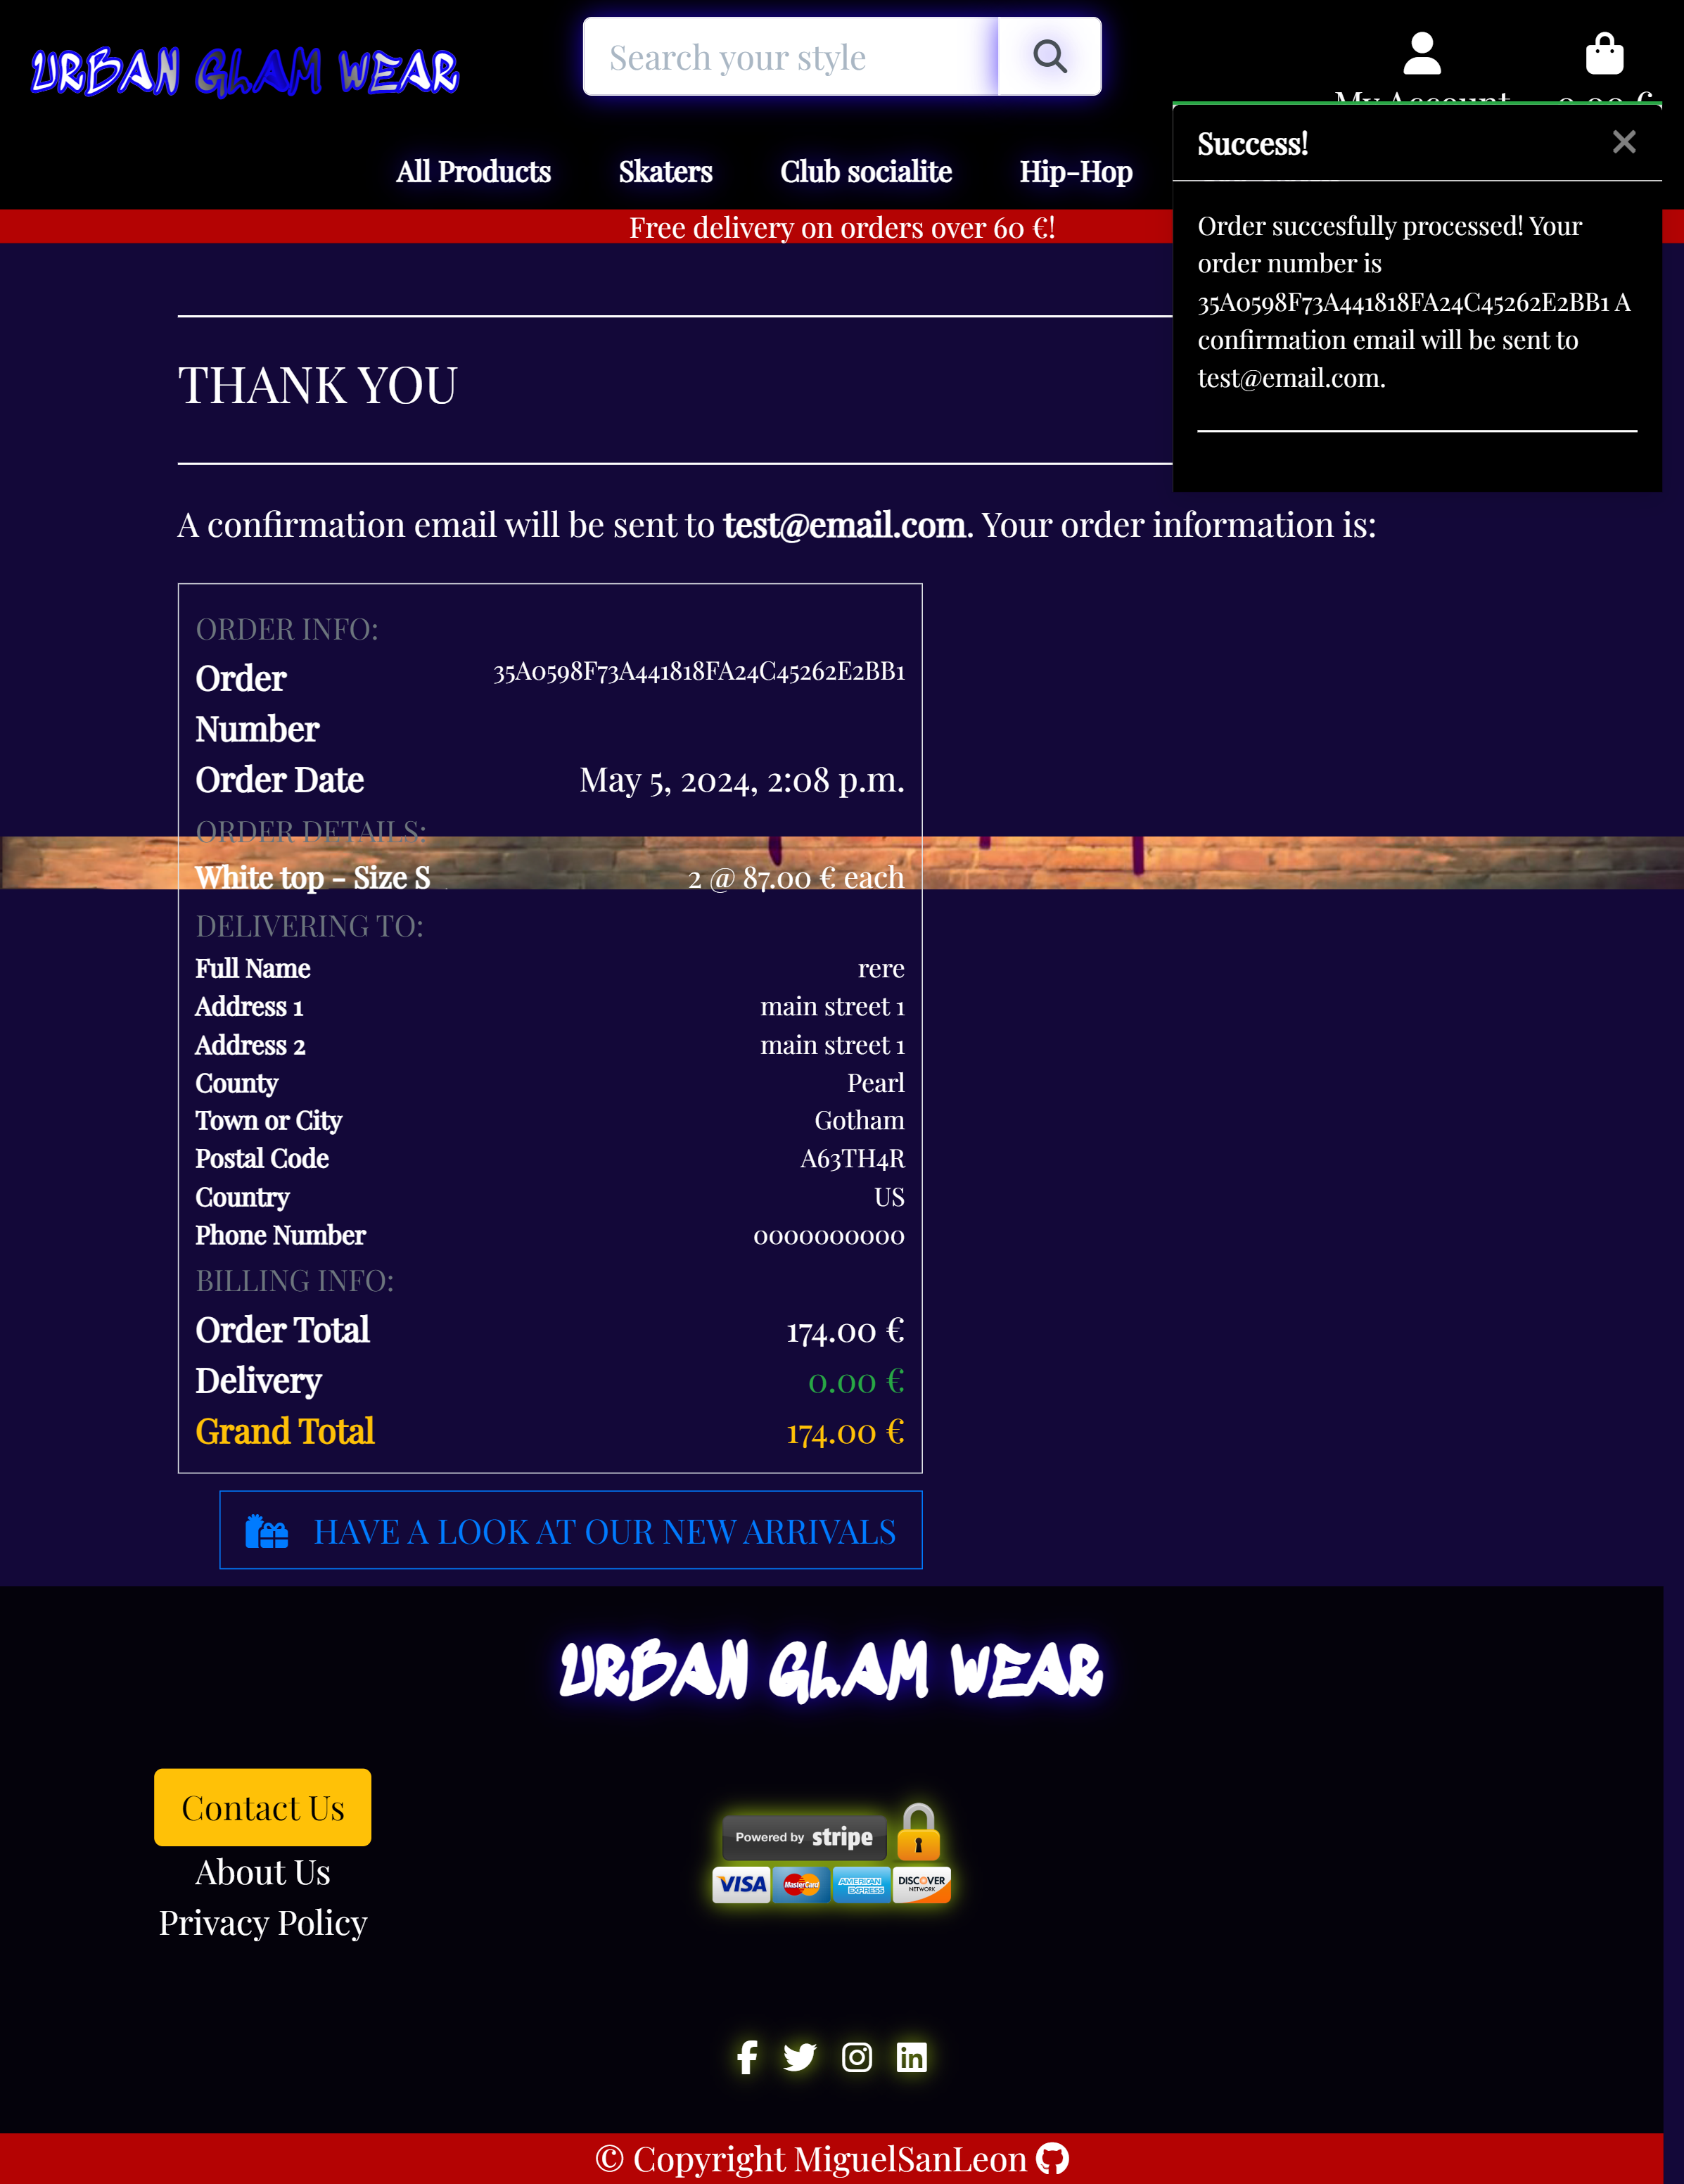 URBAN GLAM WEAR
Search your style
My Account
0.00 €
All Products
Skaters
Club socialite
Hip-Hop
Free delivery on orders over 60 €!
Success!
Order succesfully processed! Your
order number is
35A0598F73A441818FA24C45262E2BB1 A
confirmation email will be sent to
test@email.com.
THANK YOU
A confirmation email will be sent to test@email.com. Your order information is:
ORDER INFO:
Order Number 35A0598F73A441818FA24C45262E2BB1
Order Date May 5, 2024, 2:08 p.m.
ORDER DETAILS:
White top - Size S 2 @ 87.00 € each
DELIVERING TO:
Full Name rere
Address 1 main street 1
Address 2 main street 1
County Pearl
Town or City Gotham
Postal Code A63TH4R
Country US
Phone Number 0000000000
BILLING INFO:
Order Total 174.00 €
Delivery 0.00 €
Grand Total 174.00 €
HAVE A LOOK AT OUR NEW ARRIVALS
URBAN GLAM WEAR
Contact Us
About Us
Privacy Policy
Powered by stripe
VISA MasterCard AMERICAN EXPRESS DISCOVER NETWORK
© Copyright MiguelSanLeon